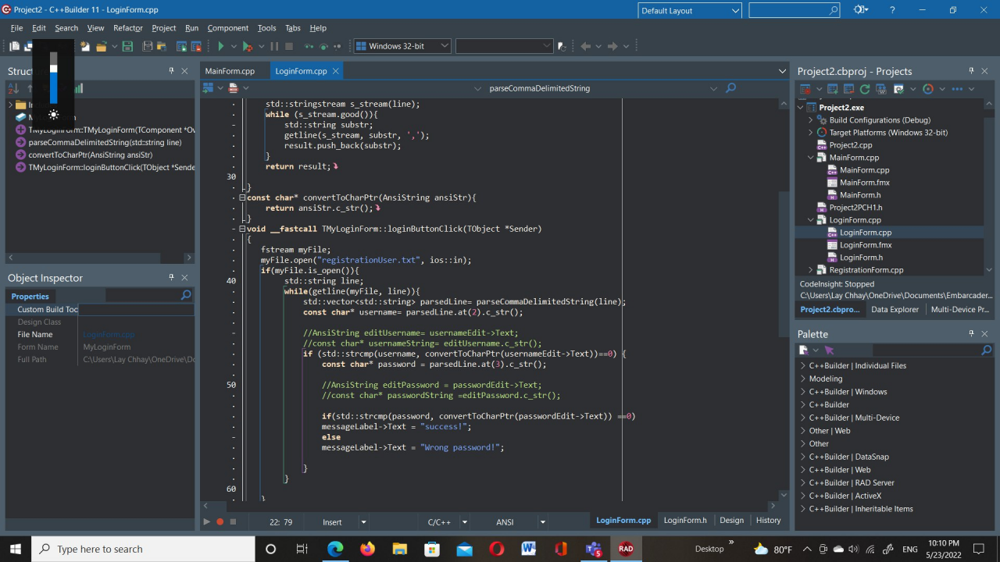 Project2 - C++Builder 11 - LoginForm.cpp
Default Layout
?
File Edit Search View Refactor Project Run Component Tools Tabs Help
Windows 32-bit
MainForm.cpp LoginForm.cpp
parseCommaDelimitedString
TMyLoginForm::TMyLoginForm(TComponent *Ov
parseCommaDelimitedString(std::string line)
convertToCharPtr(AnsiString ansiStr)
TMyLoginForm::loginButtonClick(TObject *Sende
Object Inspector
Properties
Custom Build Toc
Design Class
File Name LoginForm.cpp
Form Name MyLoginForm
Full Path C:\Users\Lay Chhay\OneDrive\Do
std::stringstream s_stream(line);
while (s_stream.good()){
std::string substr;
getline(s_stream, substr, ',');
result.push_back(substr);
}
return result;
30
}
const char* convertToCharPtr(AnsiString ansiStr){
return ansiStr.c_str();
}
void __fastcall TMyLoginForm::loginButtonClick(TObject *Sender)
{
fstream myFile;
myFile.open("registrationUser.txt", ios::in);
if(myFile.is_open()){
40 std::string line;
while(getline(myFile, line)){
std::vector<std::string> parsedLine= parseCommaDelimitedString(line);
const char* username= parsedLine.at(2).c_str();
//AnsiString editUsername= usernameEdit->Text;
//const char* usernameString= editUsername.c_str();
if (std::strcmp(username, convertToCharPtr(usernameEdit->Text))==0) {
const char* password = parsedLine.at(3).c_str();
50 //AnsiString editPassword = passwordEdit->Text;
//const char* passwordString =editPassword.c_str();
if(std::strcmp(password, convertToCharPtr(passwordEdit->Text)) ==0)
messageLabel->Text = "success!";
else
messageLabel->Text = "Wrong password!";
}
}
60
}
22: 79 Insert C/C++ ANSI LoginForm.cpp LoginForm.h Design History
Project2.cbproj - Projects
Project2.exe
Build Configurations (Debug)
Target Platforms (Windows 32-bit)
Project2.cpp
MainForm.cpp
MainForm.cpp
MainForm.fmx
MainForm.h
Project2PCH1.h
LoginForm.cpp
LoginForm.cpp
LoginForm.fmx
LoginForm.h
RegistrationForm.cpp
CodeInsight: Stopped
C:\Users\Lay Chhay\OneDrive\Documents\Embarcader...
Project2.cbpro... Data Explorer Multi-Device Pr...
Palette
C++Builder | Individual Files
Modeling
C++Builder | Windows
C++Builder
C++Builder | Multi-Device
Other | Web
Other
C++Builder | DataSnap
C++Builder | Web
C++Builder | RAD Server
C++Builder | ActiveX
C++Builder | Inheritable Items
Type here to search
RAD
Desktop
»
80°F
ENG
10:10 PM
5/23/2022